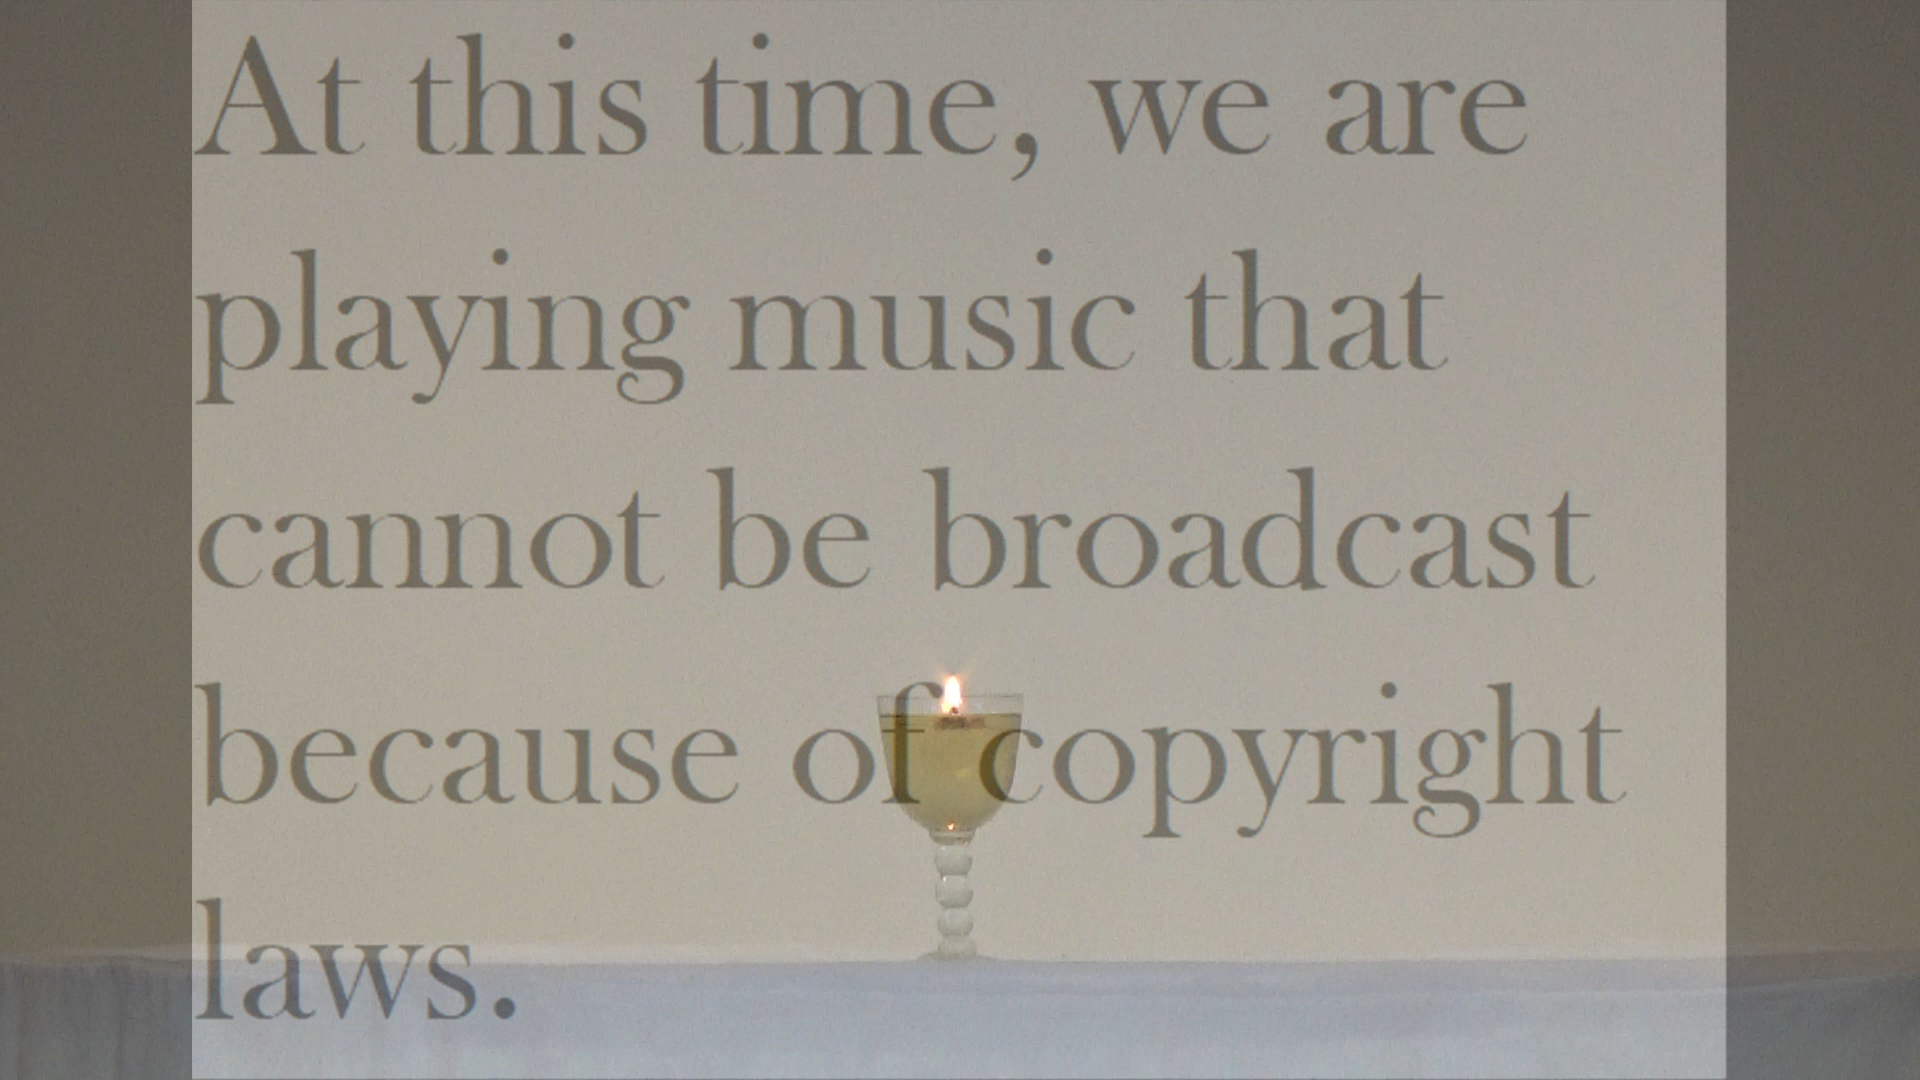 At this time, we are
playing music that
cannot be broadcast
because of copyright
laws.